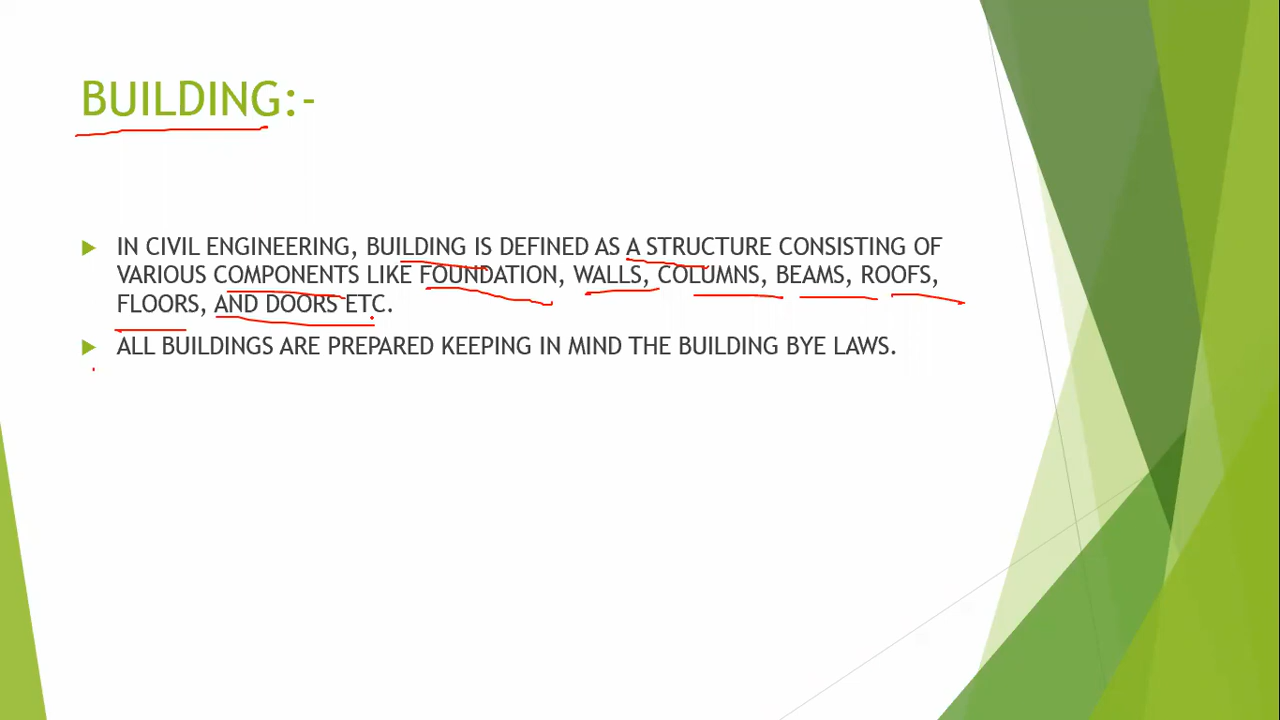 BUILDING:-
IN CIVIL ENGINEERING, BUILDING IS DEFINED AS A STRUCTURE CONSISTING OF
VARIOUS COMPONENTS LIKE FOUNDATION, WALLS, COLUMNS, BEAMS, ROOFS,
FLOORS, AND DOORS ETC.
ALL BUILDINGS ARE PREPARED KEEPING IN MIND THE BUILDING BYE LAWS.